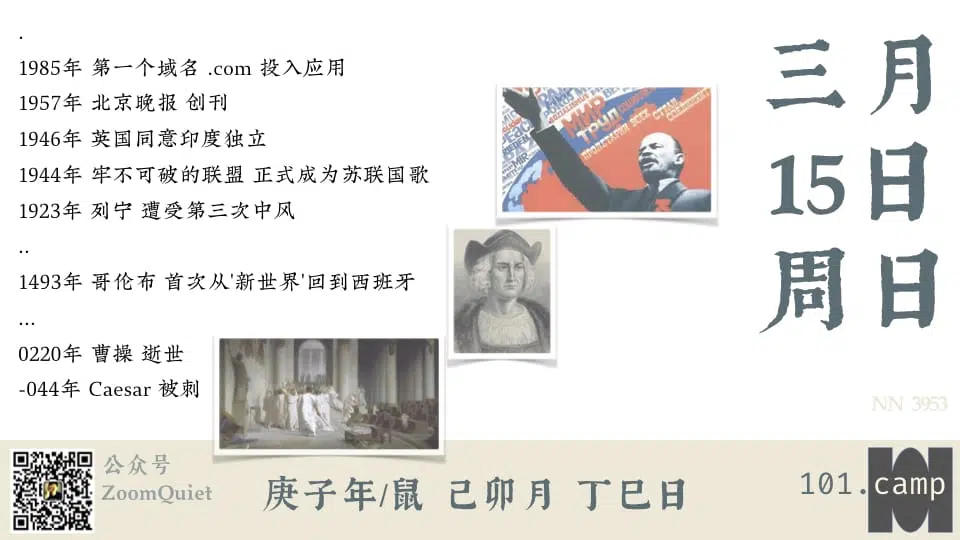 .
1985年 第一个域名 .com 投入应用
1957年 北京晚报 创刊
1946年 英国同意印度独立
1944年 牢不可破的联盟 正式成为苏联国歌
1923年 列宁 遭受第三次中风
..
1493年 哥伦布 首次从'新世界'回到西班牙
...
0220年 曹操 逝世
-044年 Caesar 被刺
МИР
ТРУД
三月
15日
周日
NN 3953
公众号
ZoomQuiet
庚子年/鼠 己卯月 丁巳日
101.camp